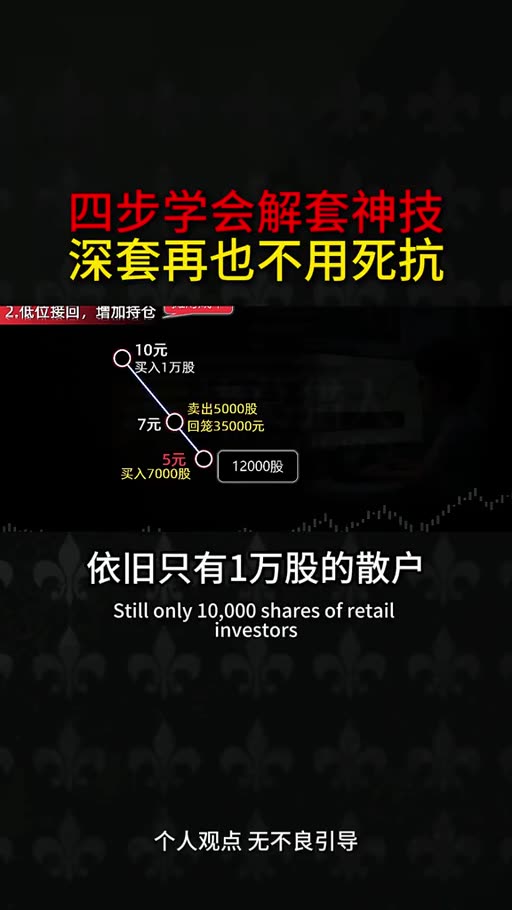 四步学会解套神技
深套再也不用死抗
2.低位接回，增加持仓
10元
买入1万股
7元
卖出5000股
回笼35000元
5元
买入7000股
12000股
依旧只有1万股的散户
Still only 10,000 shares of retail
investors
个人观点 无不良引导